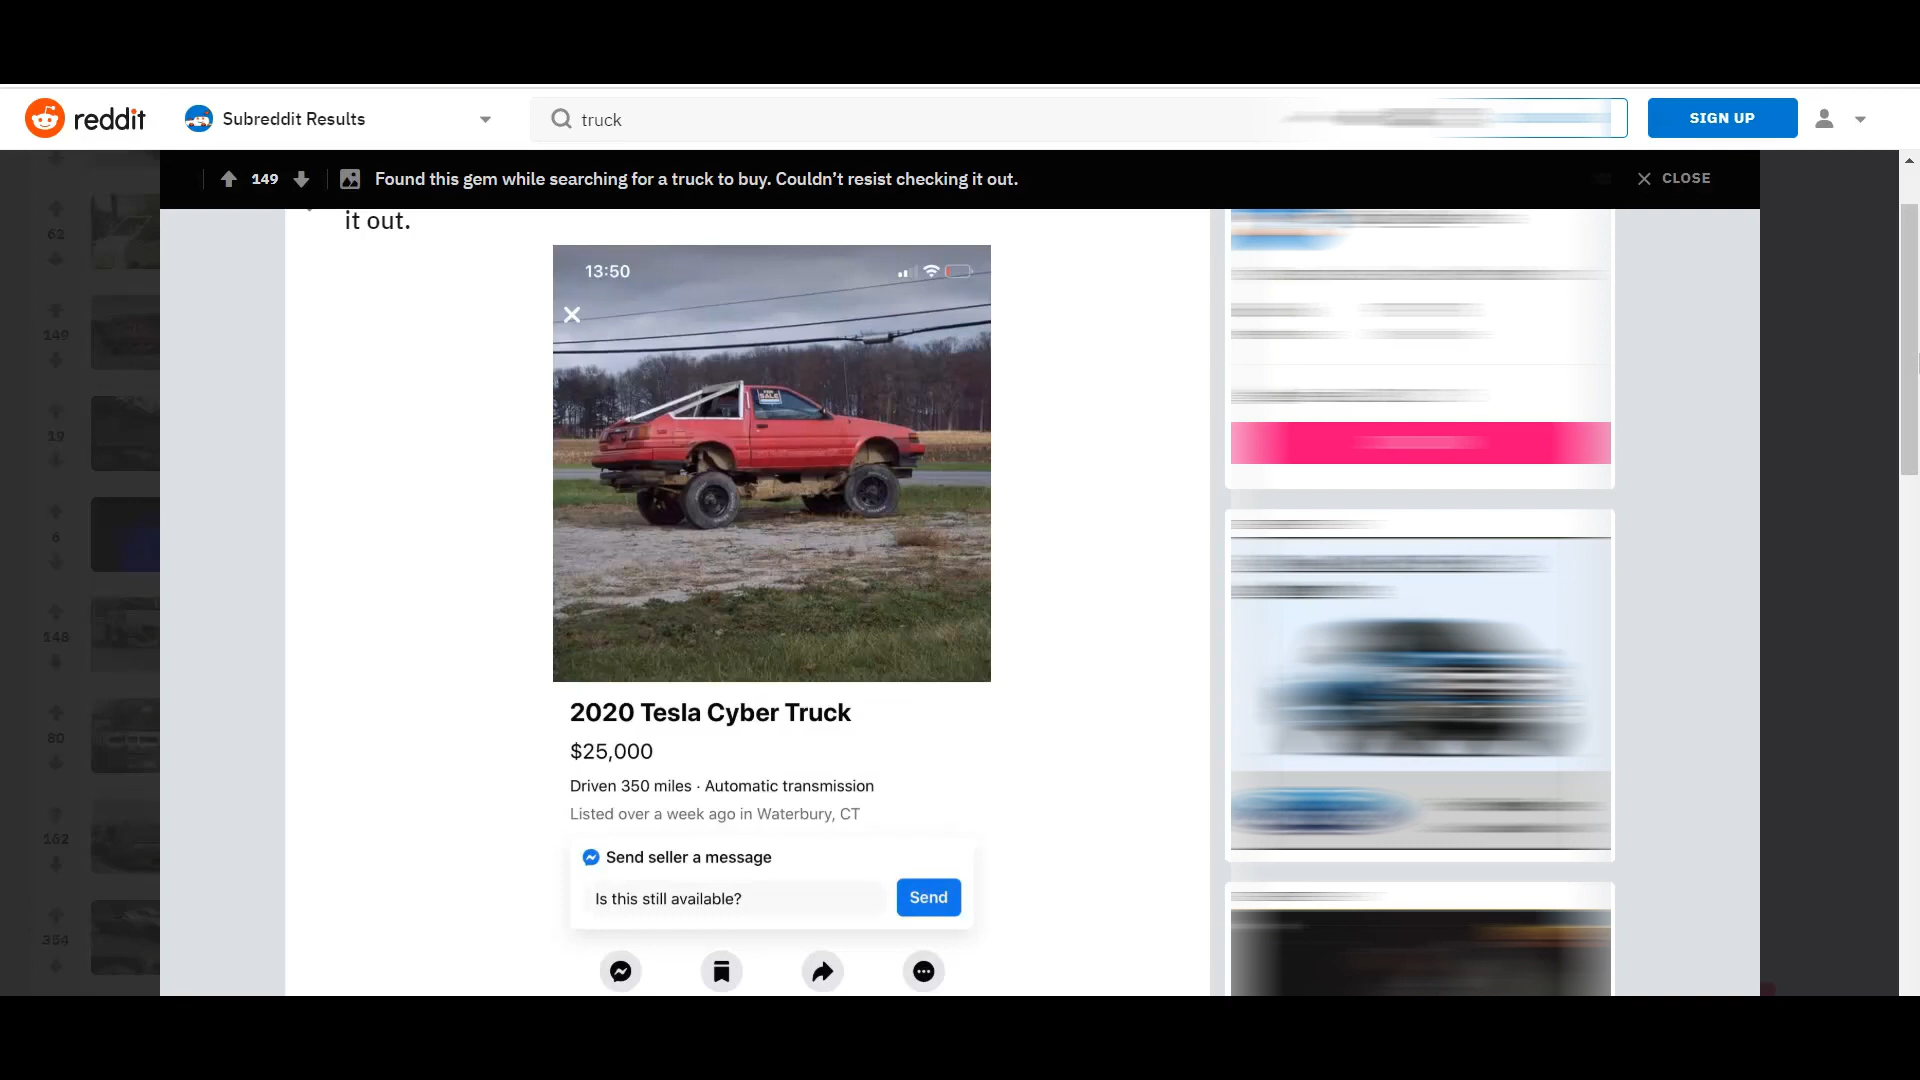 reddit
Subreddit Results
truck
SIGN UP
149
Found this gem while searching for a truck to buy. Couldn’t resist checking it out.
CLOSE
it out.
62
149
19
6
148
80
162
354
13:50
FOR SALE
2020 Tesla Cyber Truck
$25,000
Driven 350 miles · Automatic transmission
Listed over a week ago in Waterbury, CT
Send seller a message
Is this still available?
Send